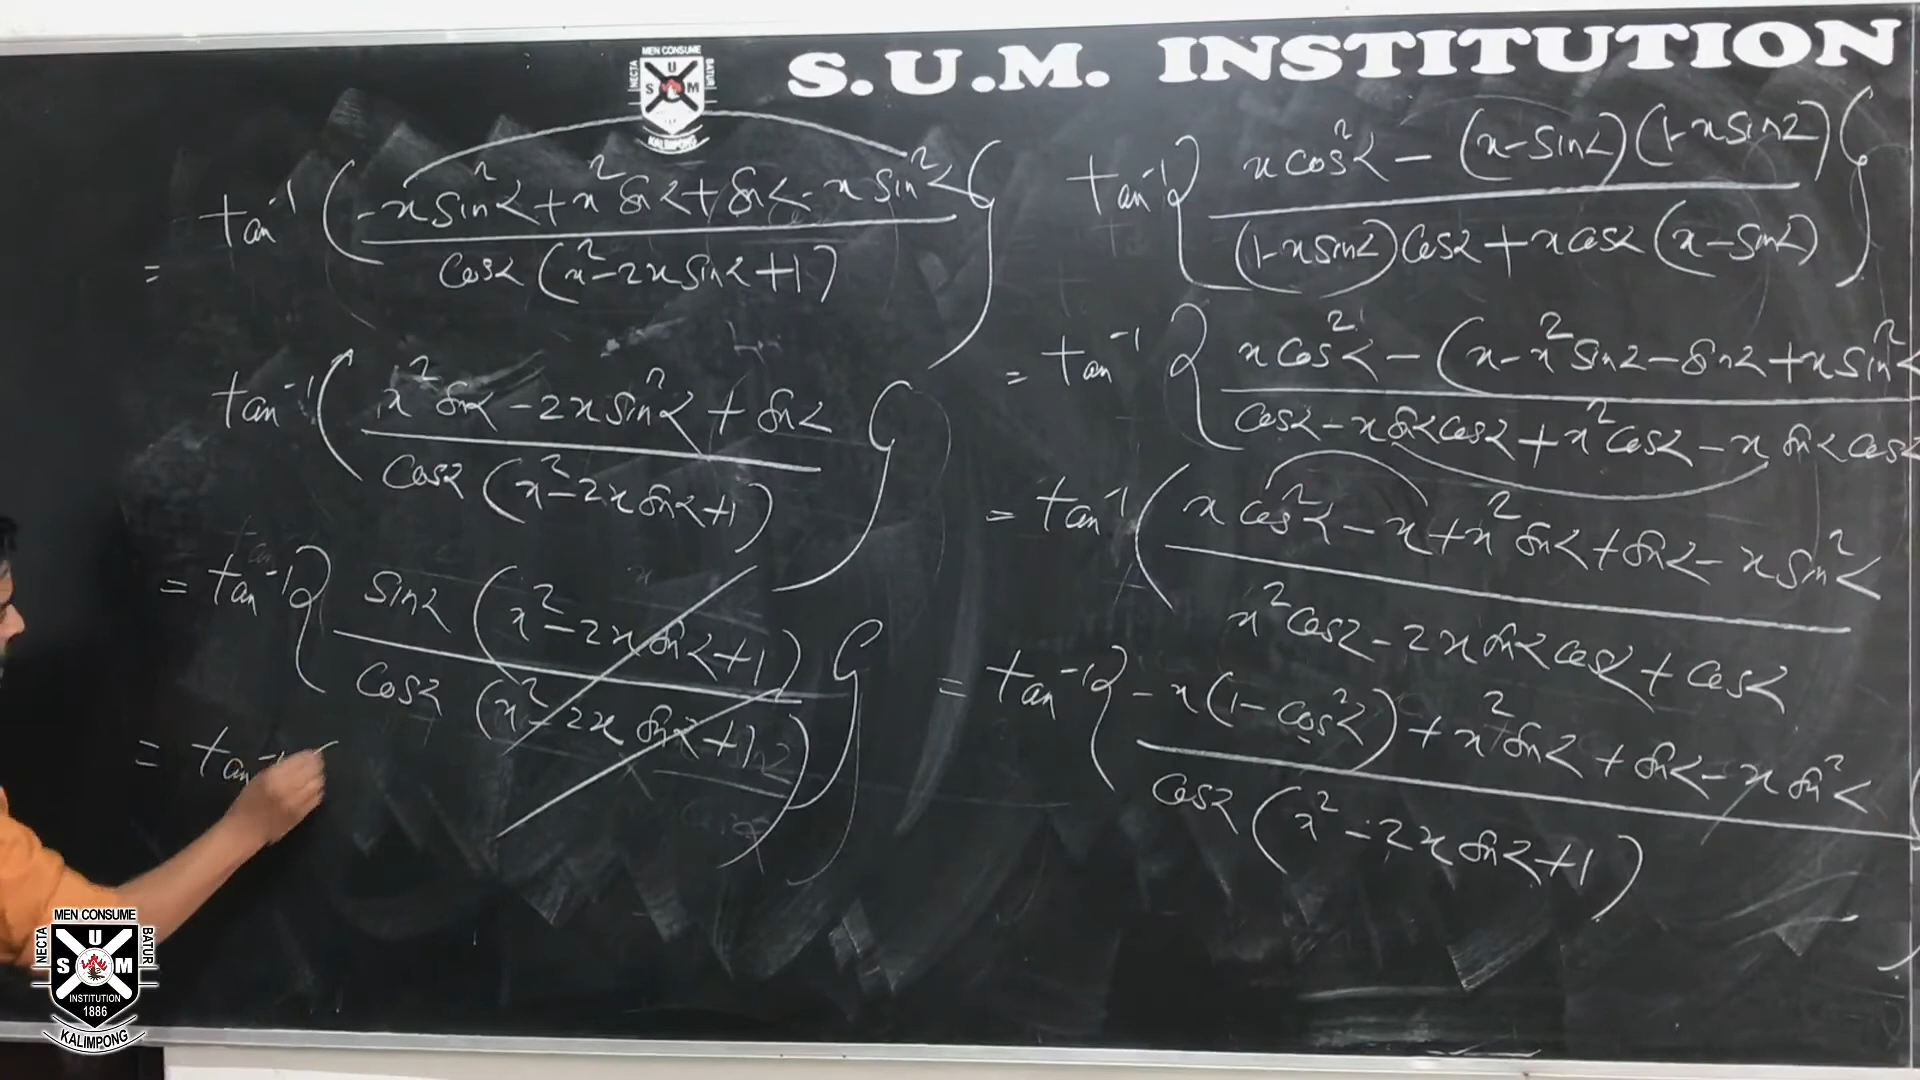 MEN CONSUME
NECTA
BATUR
U
S M
KALIMPONG
S.U.M. INSTITUTION
tan⁻¹ { (x cos²α − (x − sinα)(1 − x sinα)) / ((1 − x sinα) cosα + x cosα (x − sinα)) }
= tan⁻¹ { (x cos²α − (x − x² sinα − sinα + x sin²α / (cosα − x sinα cosα + x² cosα − x sinα cosα
= tan⁻¹ ( (x cos²α − x + x² sinα + sinα − x sin²α) / (x² cosα − 2x sinα cosα + cosα)
= tan⁻¹ { (−x(1 − cos²α) + x² sinα + sinα − x sin²α) / (cosα (x² − 2x sinα + 1))
= tan⁻¹ ( (−x sin²α + x² sinα + sinα − x sin²α) / (cosα (x² − 2x sinα + 1)) )
tan⁻¹ ( (x² sinα − 2x sin²α + sinα) / (cosα (x² − 2x sinα + 1)) )
= tan⁻¹ { (sinα (x² − 2x sinα + 1)) / (cosα (x² − 2x sinα + 1)) }
= tan⁻¹
MEN CONSUME
NECTA
BATUR
U
S M
INSTITUTION
1886
KALIMPONG